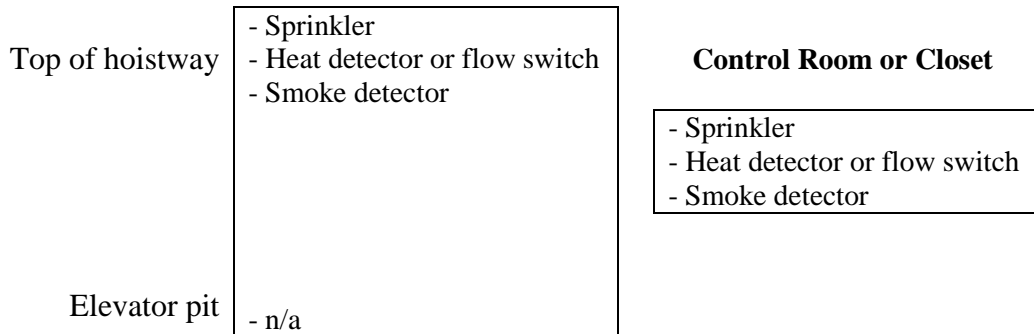 Top of hoistway
- Sprinkler
- Heat detector or flow switch
- Smoke detector
Control Room or Closet
- Sprinkler
- Heat detector or flow switch
- Smoke detector
Elevator pit
- n/a